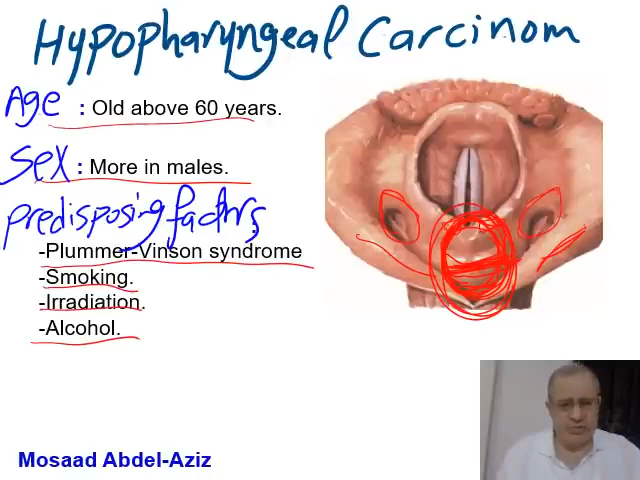 Hypopharyngeal Carcinom
Age : Old above 60 years.
Sex : More in males.
predisposing factors
-Plummer-Vinson syndrome
-Smoking.
-Irradiation.
-Alcohol.
Mosaad Abdel-Aziz